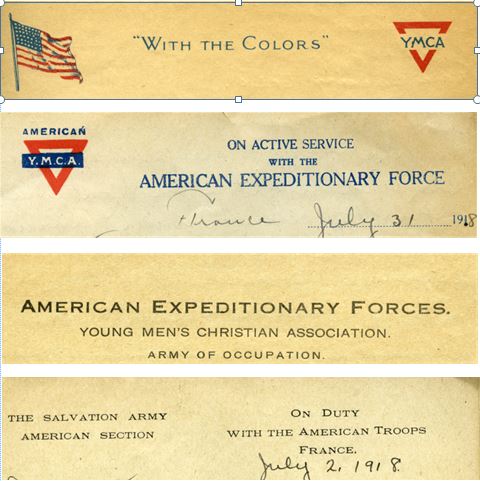 "WITH THE COLORS"
YMCA
AMERICAN
Y.M.C.A.
ON ACTIVE SERVICE
WITH THE
AMERICAN EXPEDITIONARY FORCE
France July 31 1918
AMERICAN EXPEDITIONARY FORCES.
YOUNG MEN'S CHRISTIAN ASSOCIATION.
ARMY OF OCCUPATION.
THE SALVATION ARMY
AMERICAN SECTION
ON DUTY
WITH THE AMERICAN TROOPS
FRANCE.
July 2, 1918